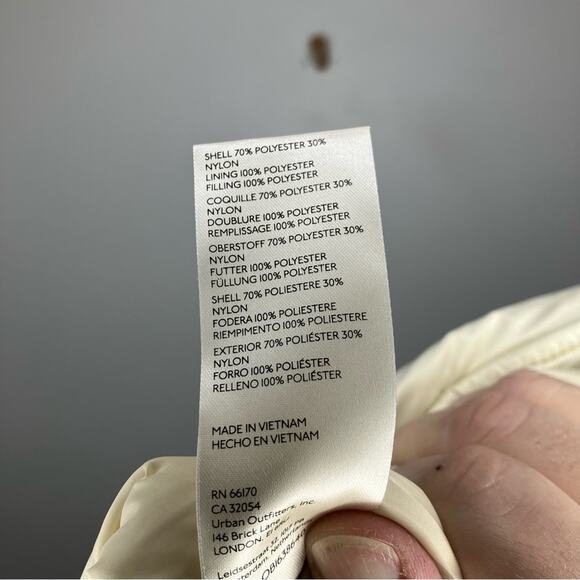 SHELL 70% POLYESTER 30%
NYLON
LINING 100% POLYESTER
FILLING 100% POLYESTER
COQUILLE 70% POLYESTER 30%
NYLON
DOUBLURE 100% POLYESTER
REMPLISSAGE 100% POLYESTER
OBERSTOFF 70% POLYESTER 30%
NYLON
FUTTER 100% POLYESTER
FÜLLUNG 100% POLYESTER
SHELL 70% POLIESTERE 30%
NYLON
FODERA 100% POLIESTERE
RIEMPIMENTO 100% POLIESTERE
EXTERIOR 70% POLIÉSTER 30%
NYLON
FORRO 100% POLIÉSTER
RELLENO 100% POLIÉSTER
MADE IN VIETNAM
HECHO EN VIETNAM
RN 66170
CA 32054
Urban Outfitters, Inc.
146 Brick Lane
LONDON,
Leidsestraat